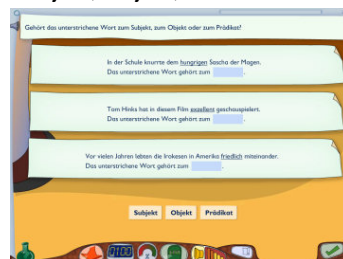 Gehört das unterstrichene Wort zum Subjekt, zum Objekt oder zum Prädikat?
In der Schule knurrte dem hungrigen Sascha der Magen.
Das unterstrichene Wort gehört zum
Tom Hinks hat in diesem Film exzellent geschauspielert.
Das unterstrichene Wort gehört zum
Vor vielen Jahren lebten die Irokesen in Amerika friedlich miteinander.
Das unterstrichene Wort gehört zum
Subjekt Objekt Prädikat